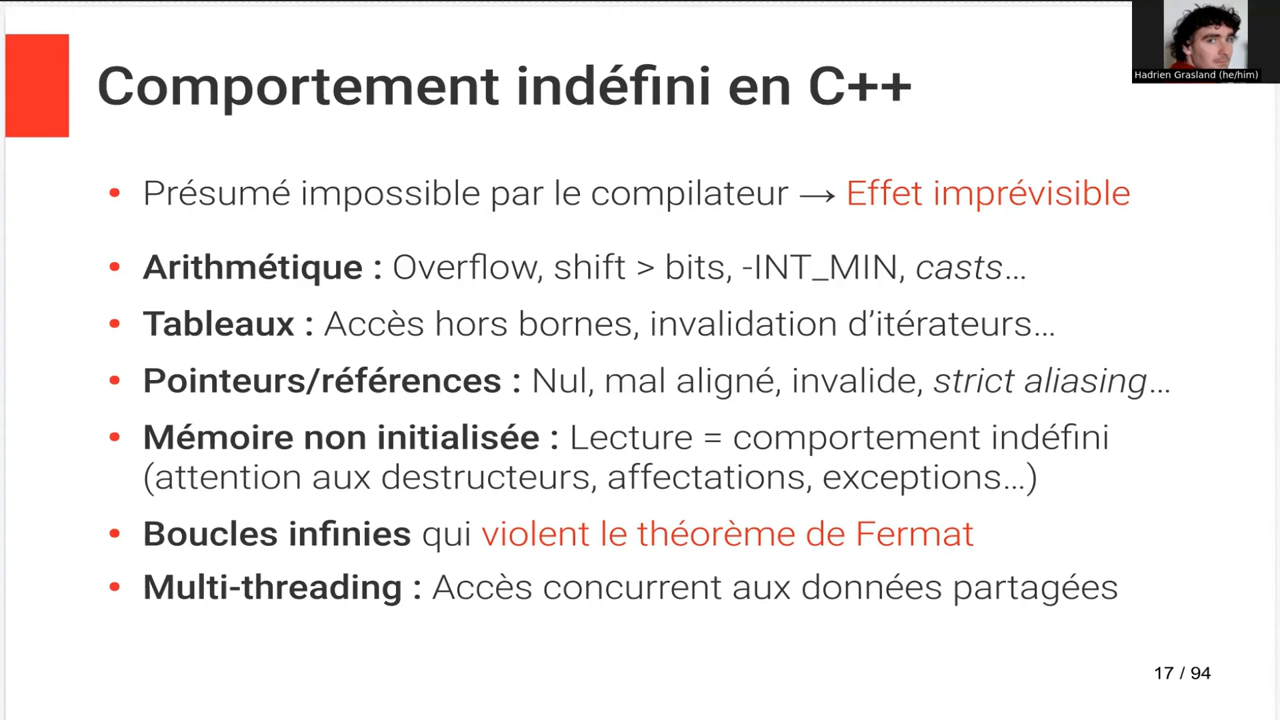 Hadrien Grasland (he/him)
Comportement indéfini en C++
• Présumé impossible par le compilateur → Effet imprévisible
• Arithmétique : Overflow, shift > bits, -INT_MIN, casts…
• Tableaux : Accès hors bornes, invalidation d’itérateurs…
• Pointeurs/références : Nul, mal aligné, invalide, strict aliasing…
• Mémoire non initialisée : Lecture = comportement indéfini
(attention aux destructeurs, affectations, exceptions…)
• Boucles infinies qui violent le théorème de Fermat
• Multi-threading : Accès concurrent aux données partagées
17 / 94